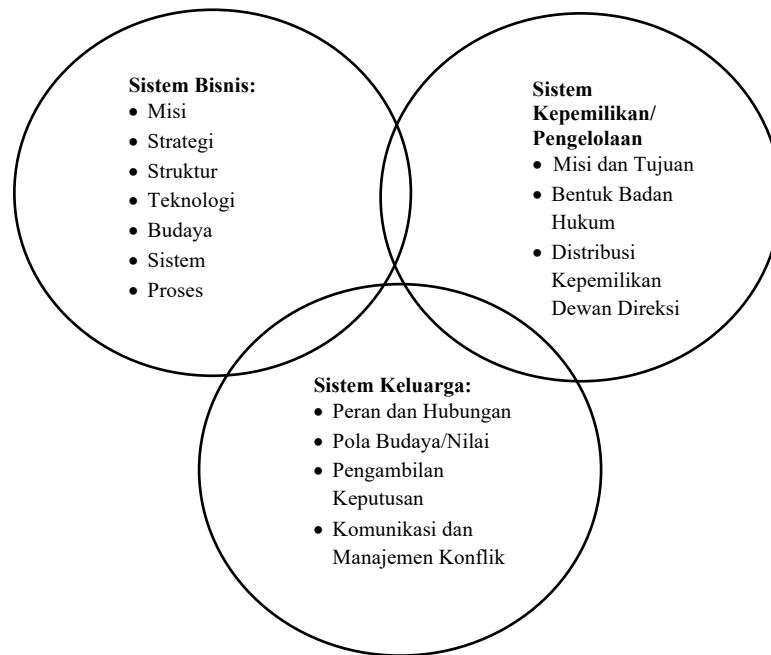 Sistem Bisnis:
• Misi
• Strategi
• Struktur
• Teknologi
• Budaya
• Sistem
• Proses
Sistem
Kepemilikan/
Pengelolaan
• Misi dan Tujuan
• Bentuk Badan
Hukum
• Distribusi
Kepemilikan
Dewan Direksi
Sistem Keluarga:
• Peran dan Hubungan
• Pola Budaya/Nilai
• Pengambilan
Keputusan
• Komunikasi dan
Manajemen Konflik